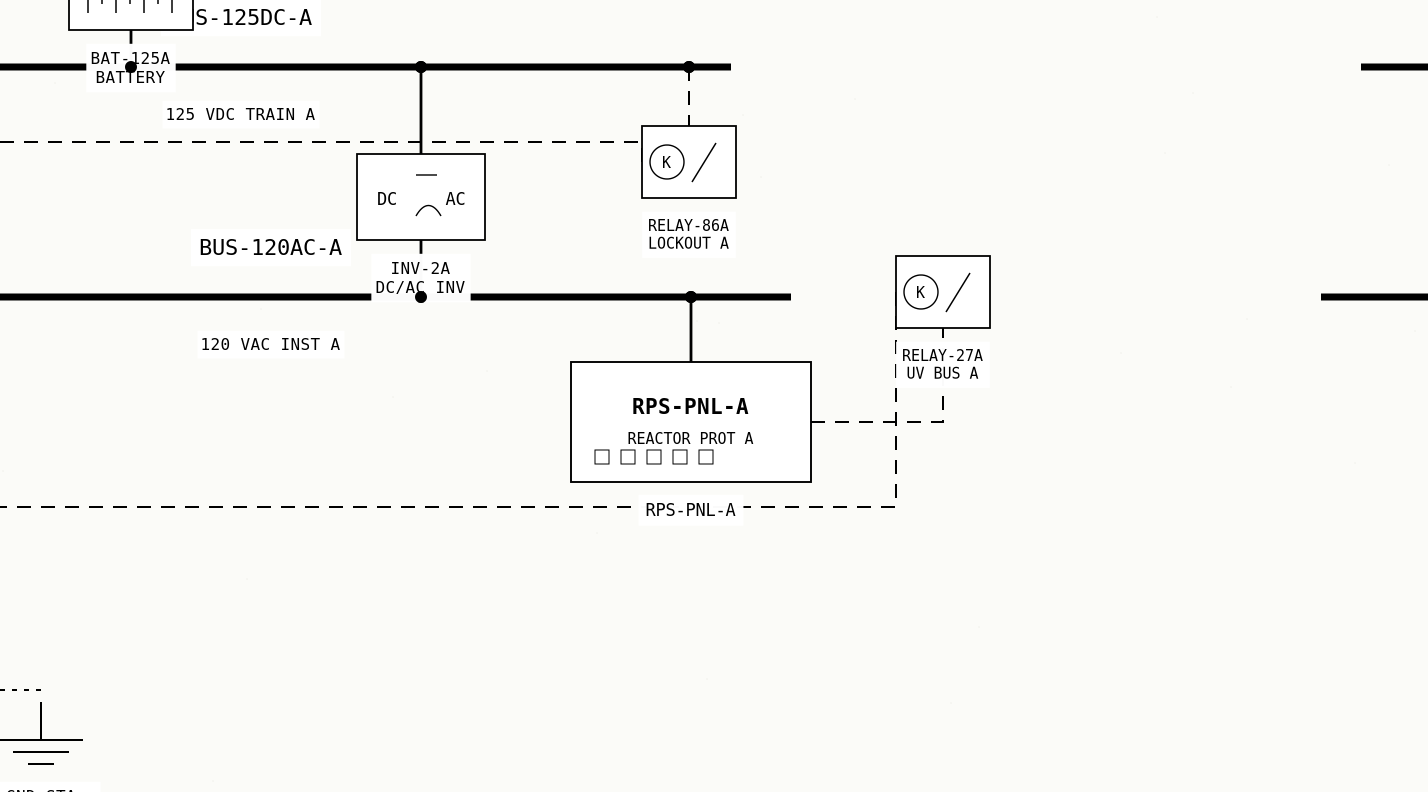 S-125DC-A
BAT-125A
BATTERY
125 VDC TRAIN A
DC AC
K
RELAY-86A
LOCKOUT A
BUS-120AC-A
INV-2A
DC/AC INV
K
120 VAC INST A
RELAY-27A
UV BUS A
RPS-PNL-A
REACTOR PROT A
RPS-PNL-A